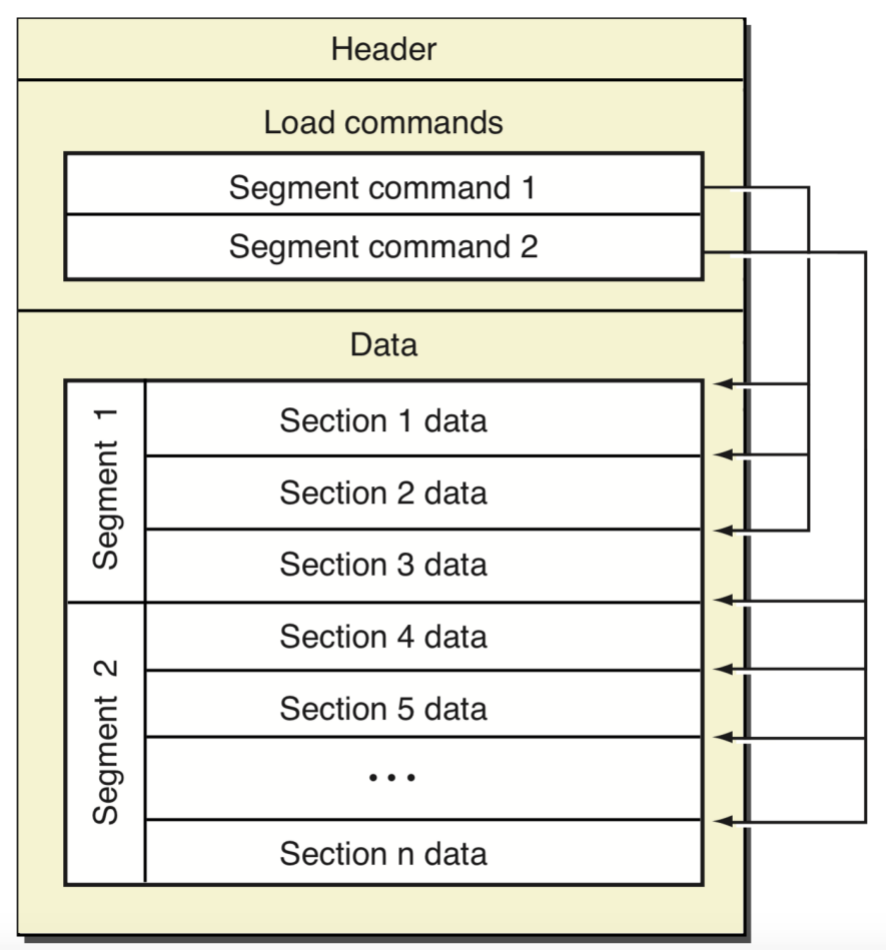 Header
Load commands
Segment command 1
Segment command 2
Data
Segment 1
Section 1 data
Section 2 data
Section 3 data
Segment 2
Section 4 data
Section 5 data
...
Section n data